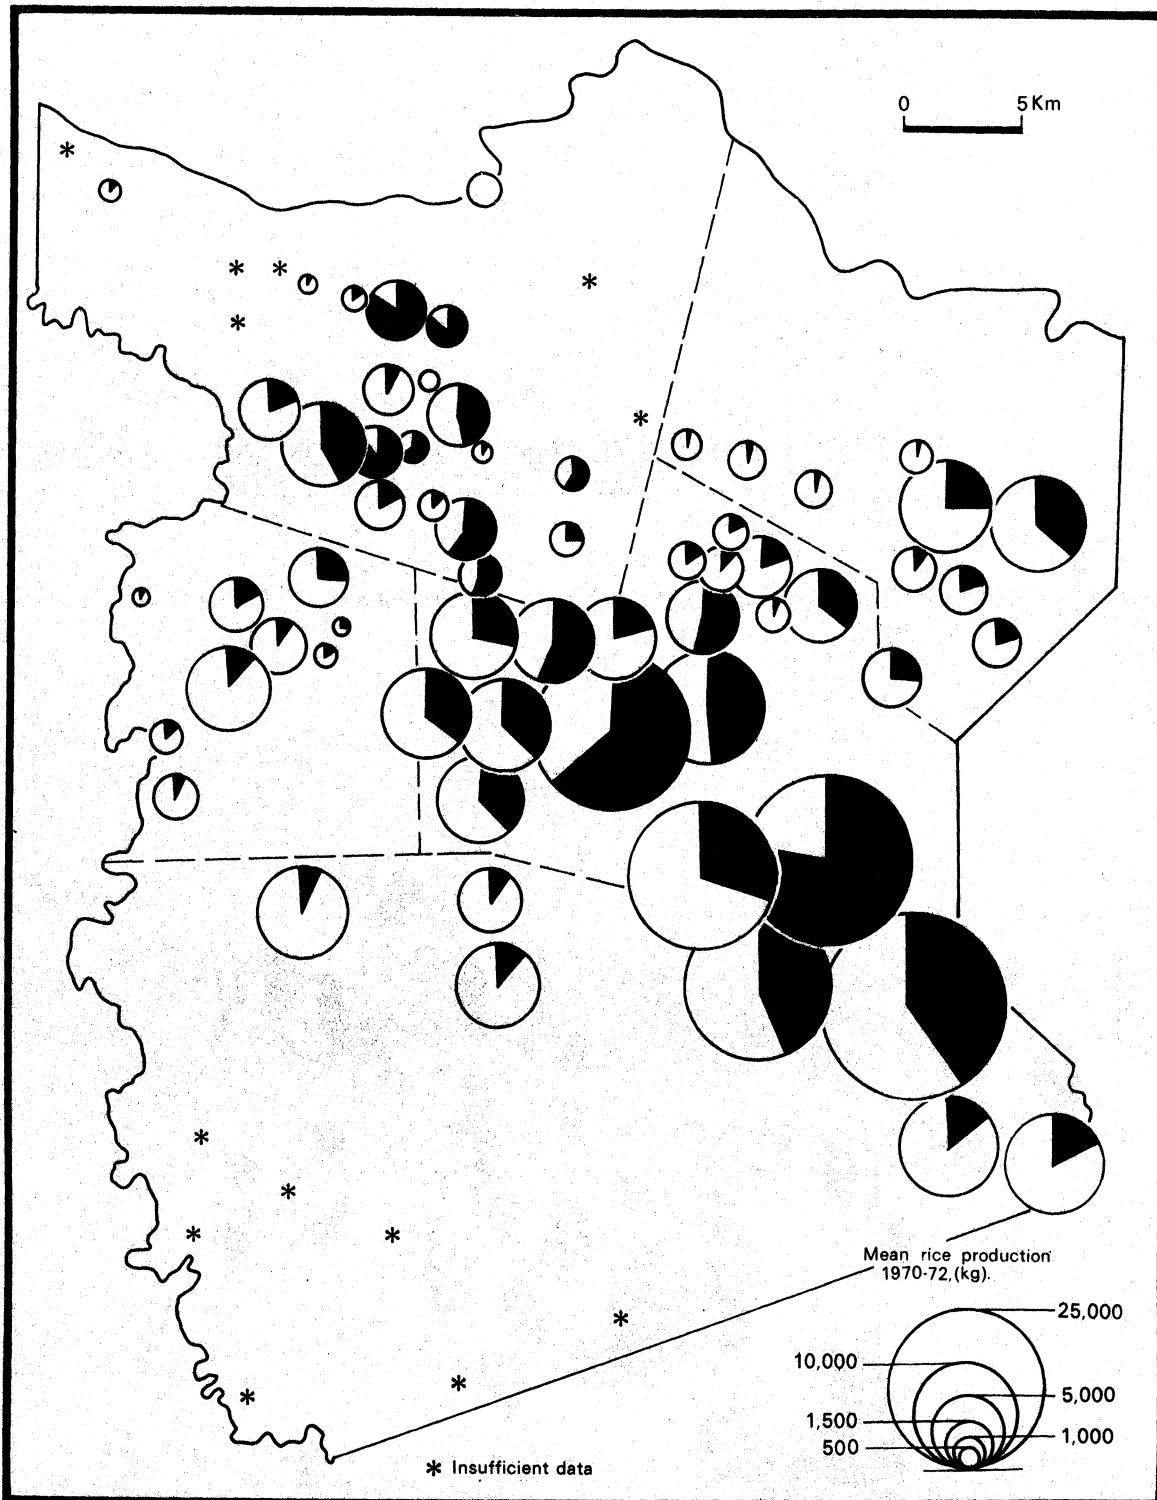 0 5 Km
Mean rice production
1970-72,(kg).
25,000
10,000
5,000
1,500
1,000
500
* Insufficient data